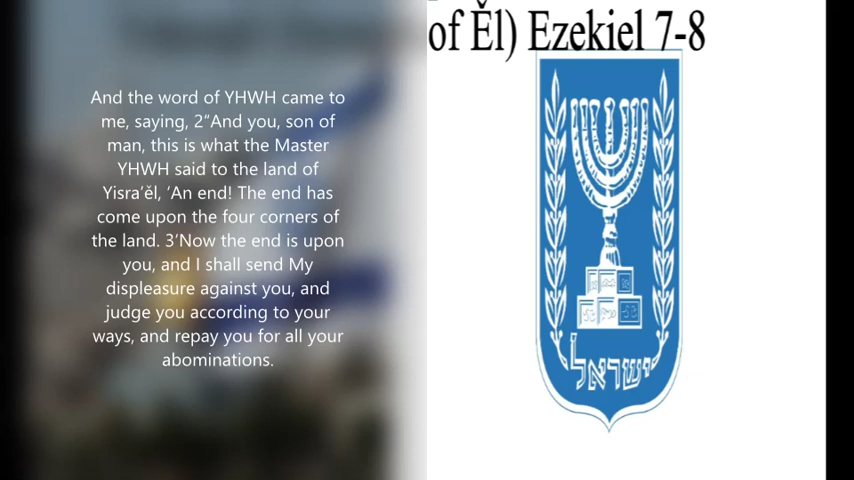 And the word of YHWH came to
me, saying, 2“And you, son of
man, this is what the Master
YHWH said to the land of
Yisra’ěl, ‘An end! The end has
come upon the four corners of
the land. 3‘Now the end is upon
you, and I shall send My
displeasure against you, and
judge you according to your
ways, and repay you for all your
abominations.
of Ěl) Ezekiel 7-8
ישראל